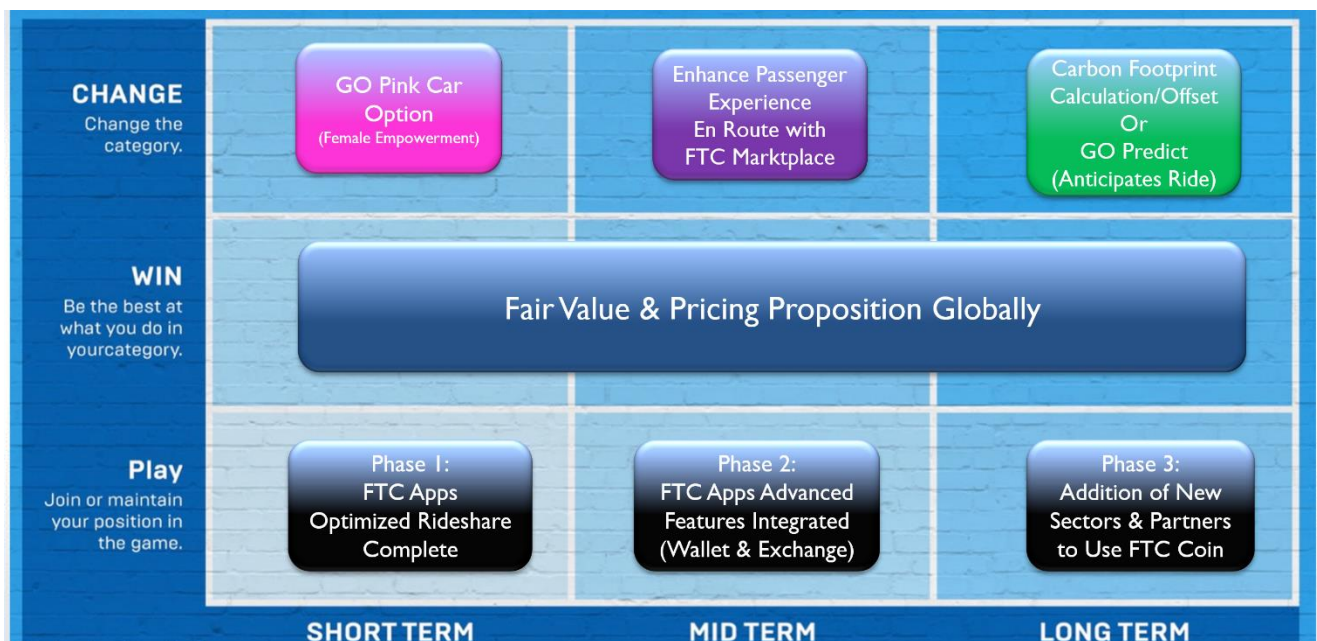 CHANGE
Change the
category.
GO Pink Car
Option
(Female Empowerment)
Enhance Passenger
Experience
En Route with
FTC Marktplace
Carbon Footprint
Calculation/Offset
Or
GO Predict
(Anticipates Ride)
WIN
Be the best at
what you do in
yourcategory.
Fair Value & Pricing Proposition Globally
Play
Join or maintain
your position in
the game.
Phase 1:
FTC Apps
Optimized Rideshare
Complete
Phase 2:
FTC Apps Advanced
Features Integrated
(Wallet & Exchange)
Phase 3:
Addition of New
Sectors & Partners
to Use FTC Coin
SHORT TERM
MID TERM
LONG TERM